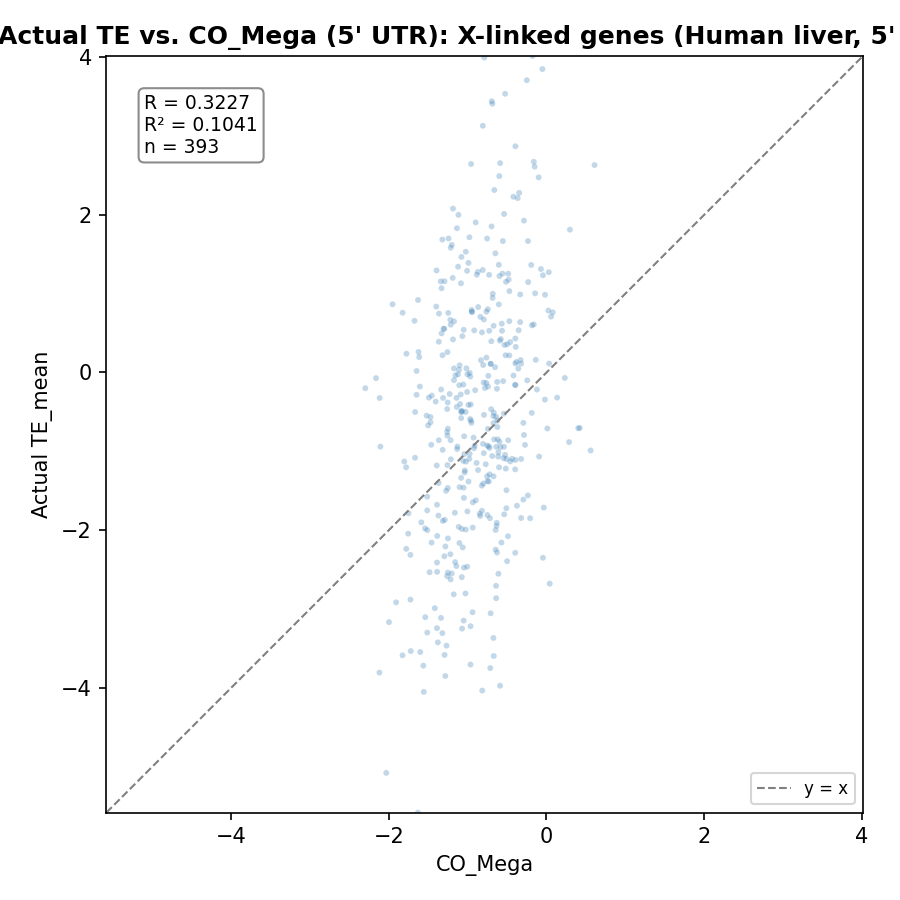 Actual TE vs. CO_Mega (5' UTR): X-linked genes (Human liver, 5'
R = 0.3227
R² = 0.1041
n = 393
4
2
0
−2
−4
Actual TE_mean
y = x
−4
−2
0
2
4
CO_Mega